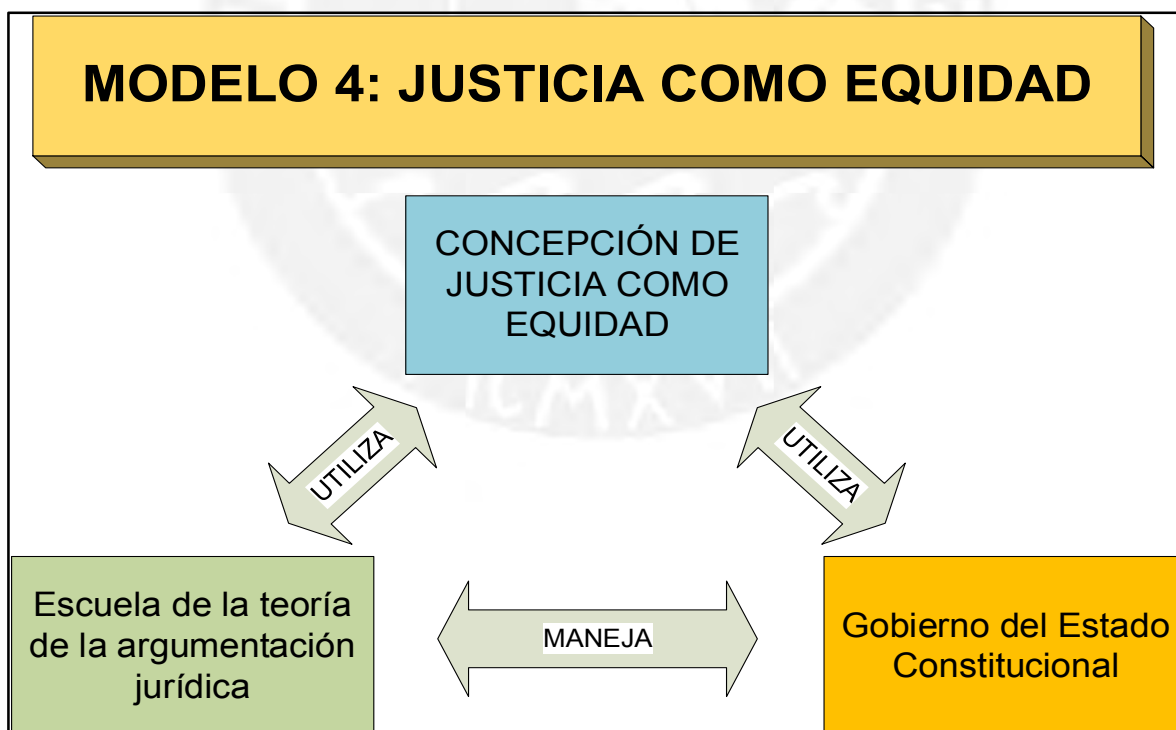 MODELO 4: JUSTICIA COMO EQUIDAD
CONCEPCIÓN DE
JUSTICIA COMO
EQUIDAD
UTILIZA
UTILIZA
Escuela de la teoría
de la argumentación
jurídica
MANEJA
Gobierno del Estado
Constitucional